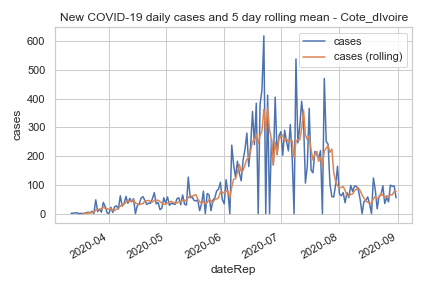 New COVID-19 daily cases and 5 day rolling mean - Cote_dIvoire
cases
cases (rolling)
cases
600
500
400
300
200
100
0
2020-04
2020-05
2020-06
2020-07
2020-08
2020-09
dateRep